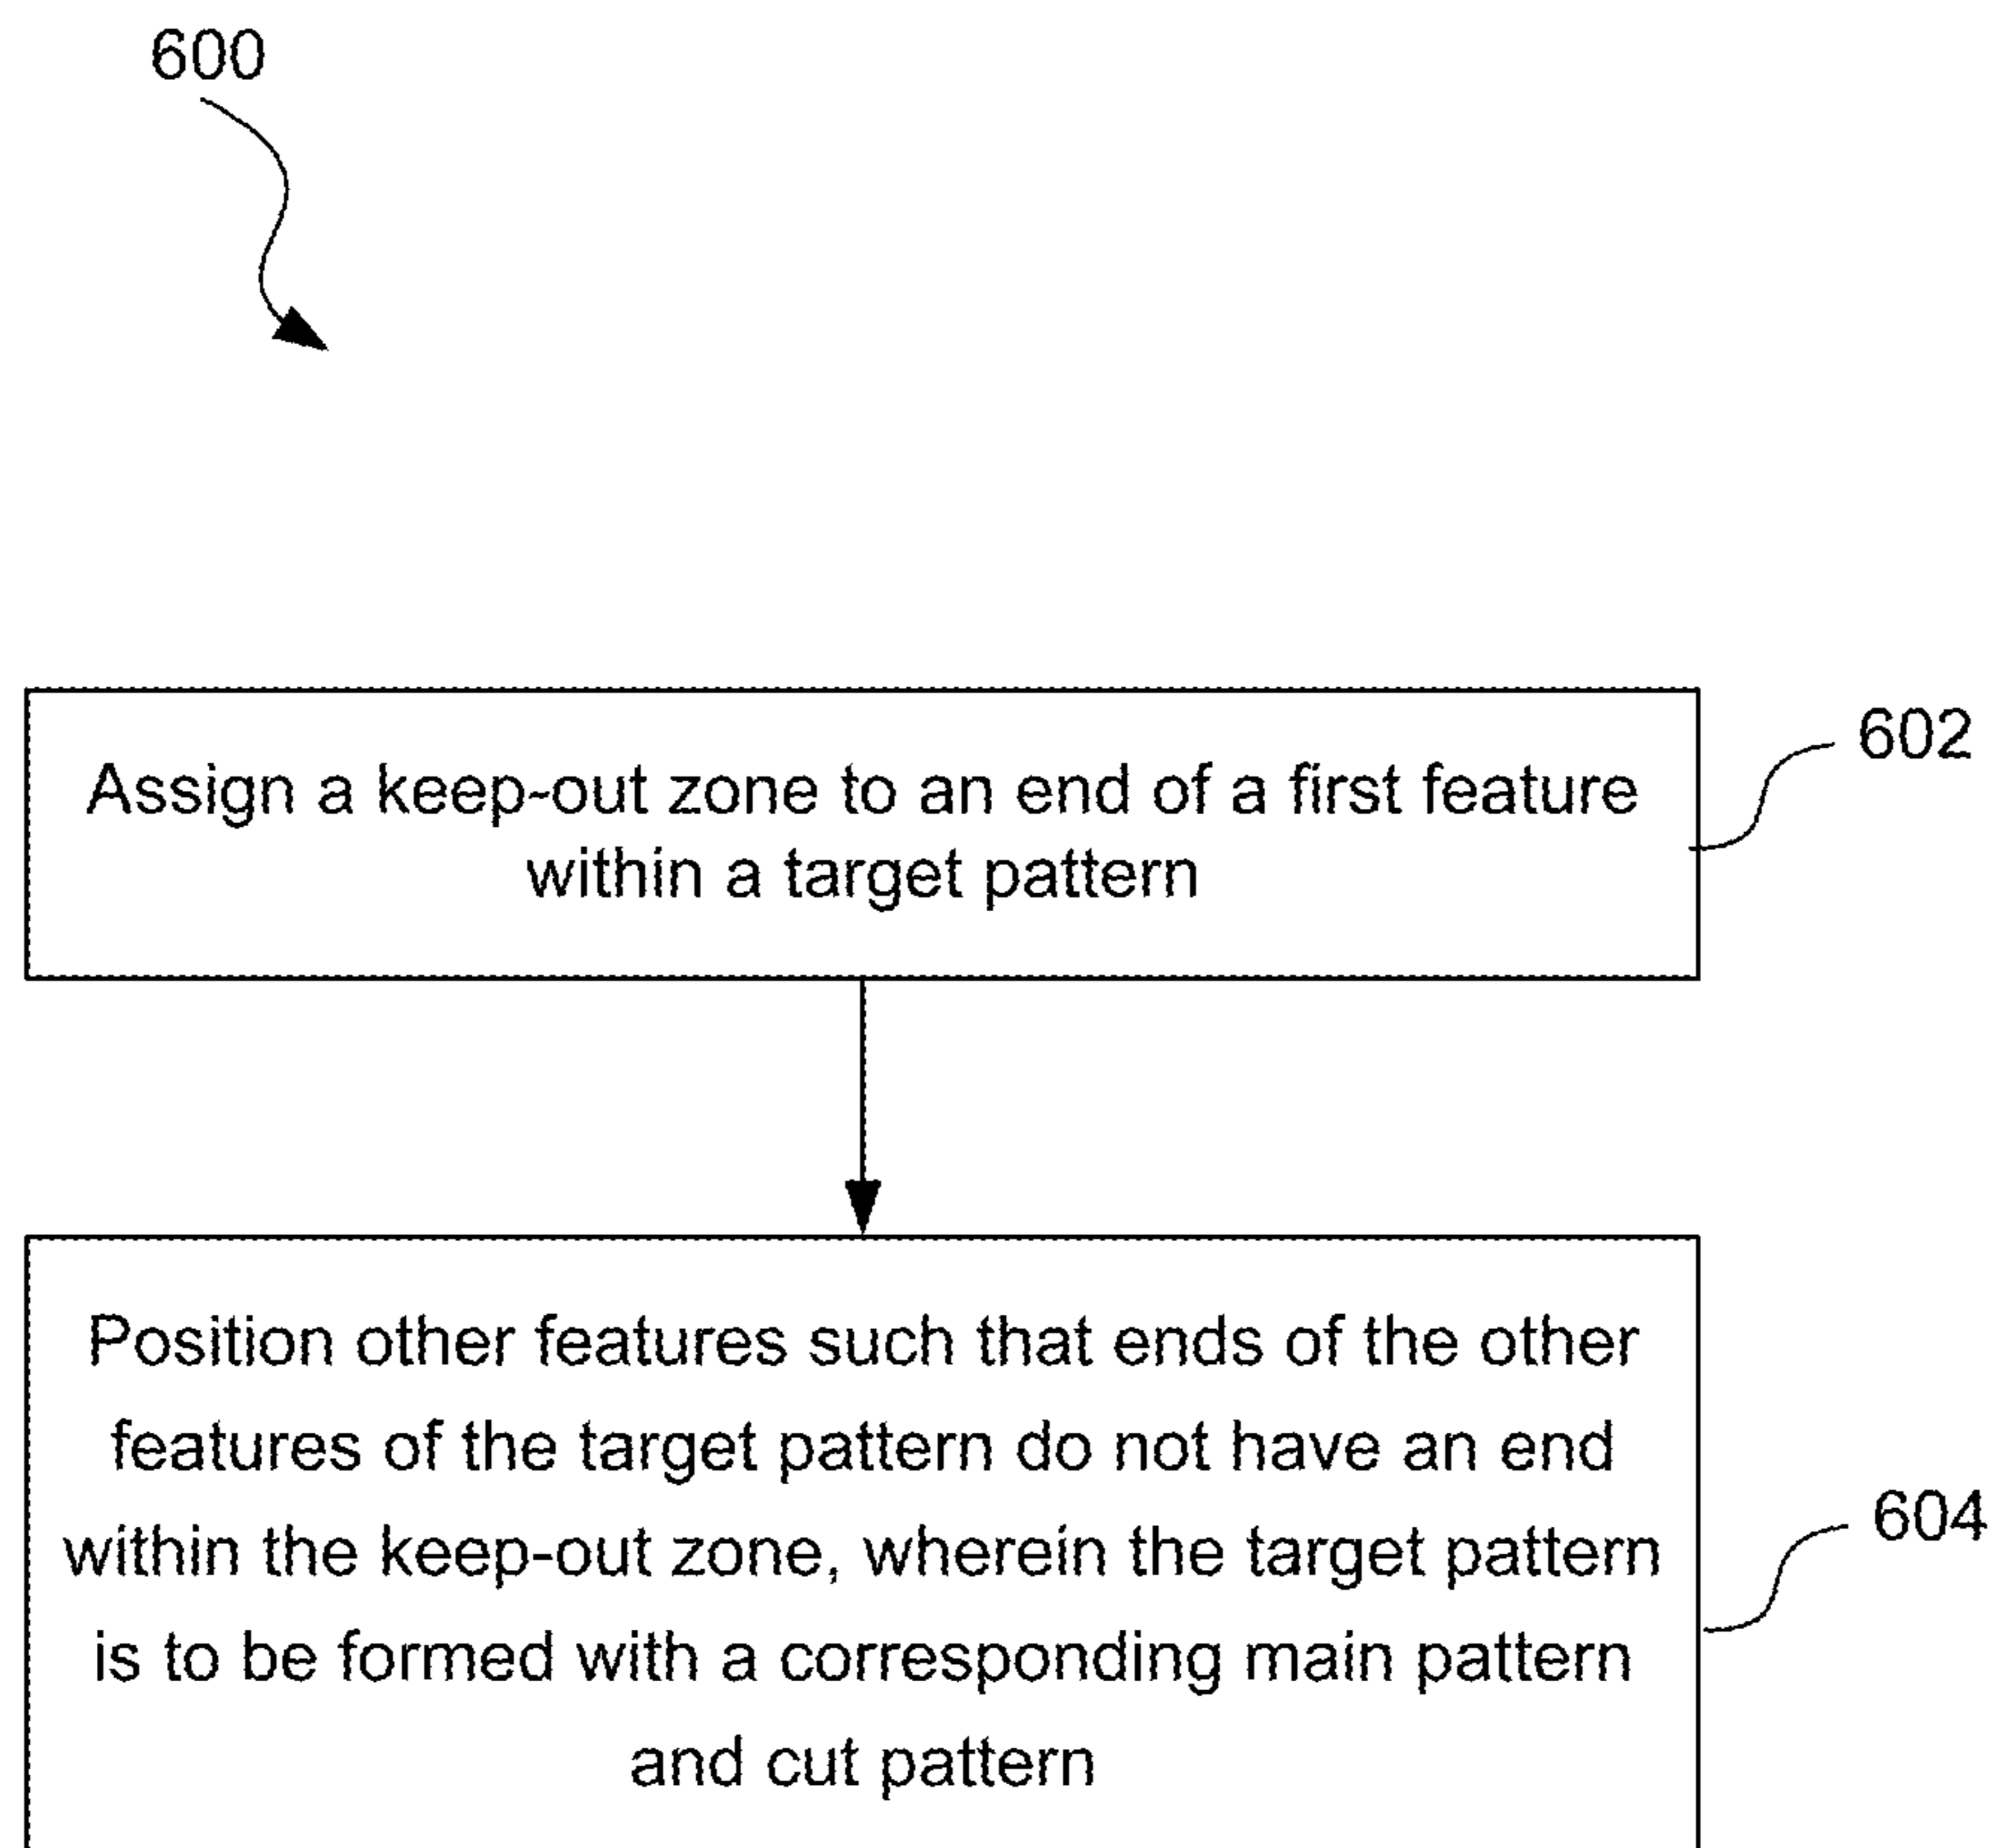 600
602
Assign a keep-out zone to an end of a first feature
within a target pattern
Position other features such that ends of the other
features of the target pattern do not have an end
within the keep-out zone, wherein the target pattern
is to be formed with a corresponding main pattern
and cut pattern
604